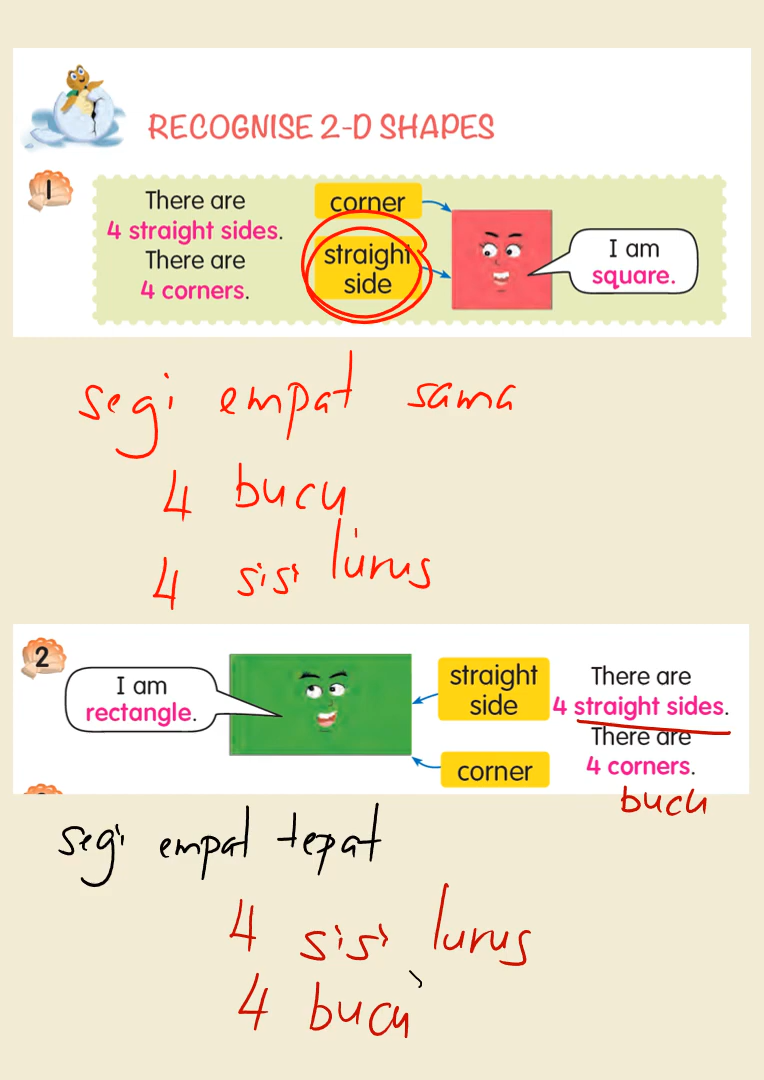 RECOGNISE 2-D SHAPES
1
There are
4 straight sides.
There are
4 corners.
corner
straight
side
I am
square.
segi empat sama
4 bucu
4 sisi lurus
2
I am
rectangle.
straight
side
corner
There are
4 straight sides.
There are
4 corners.
bucu
segi empat tepat
4 sisi lurus
4 bucu